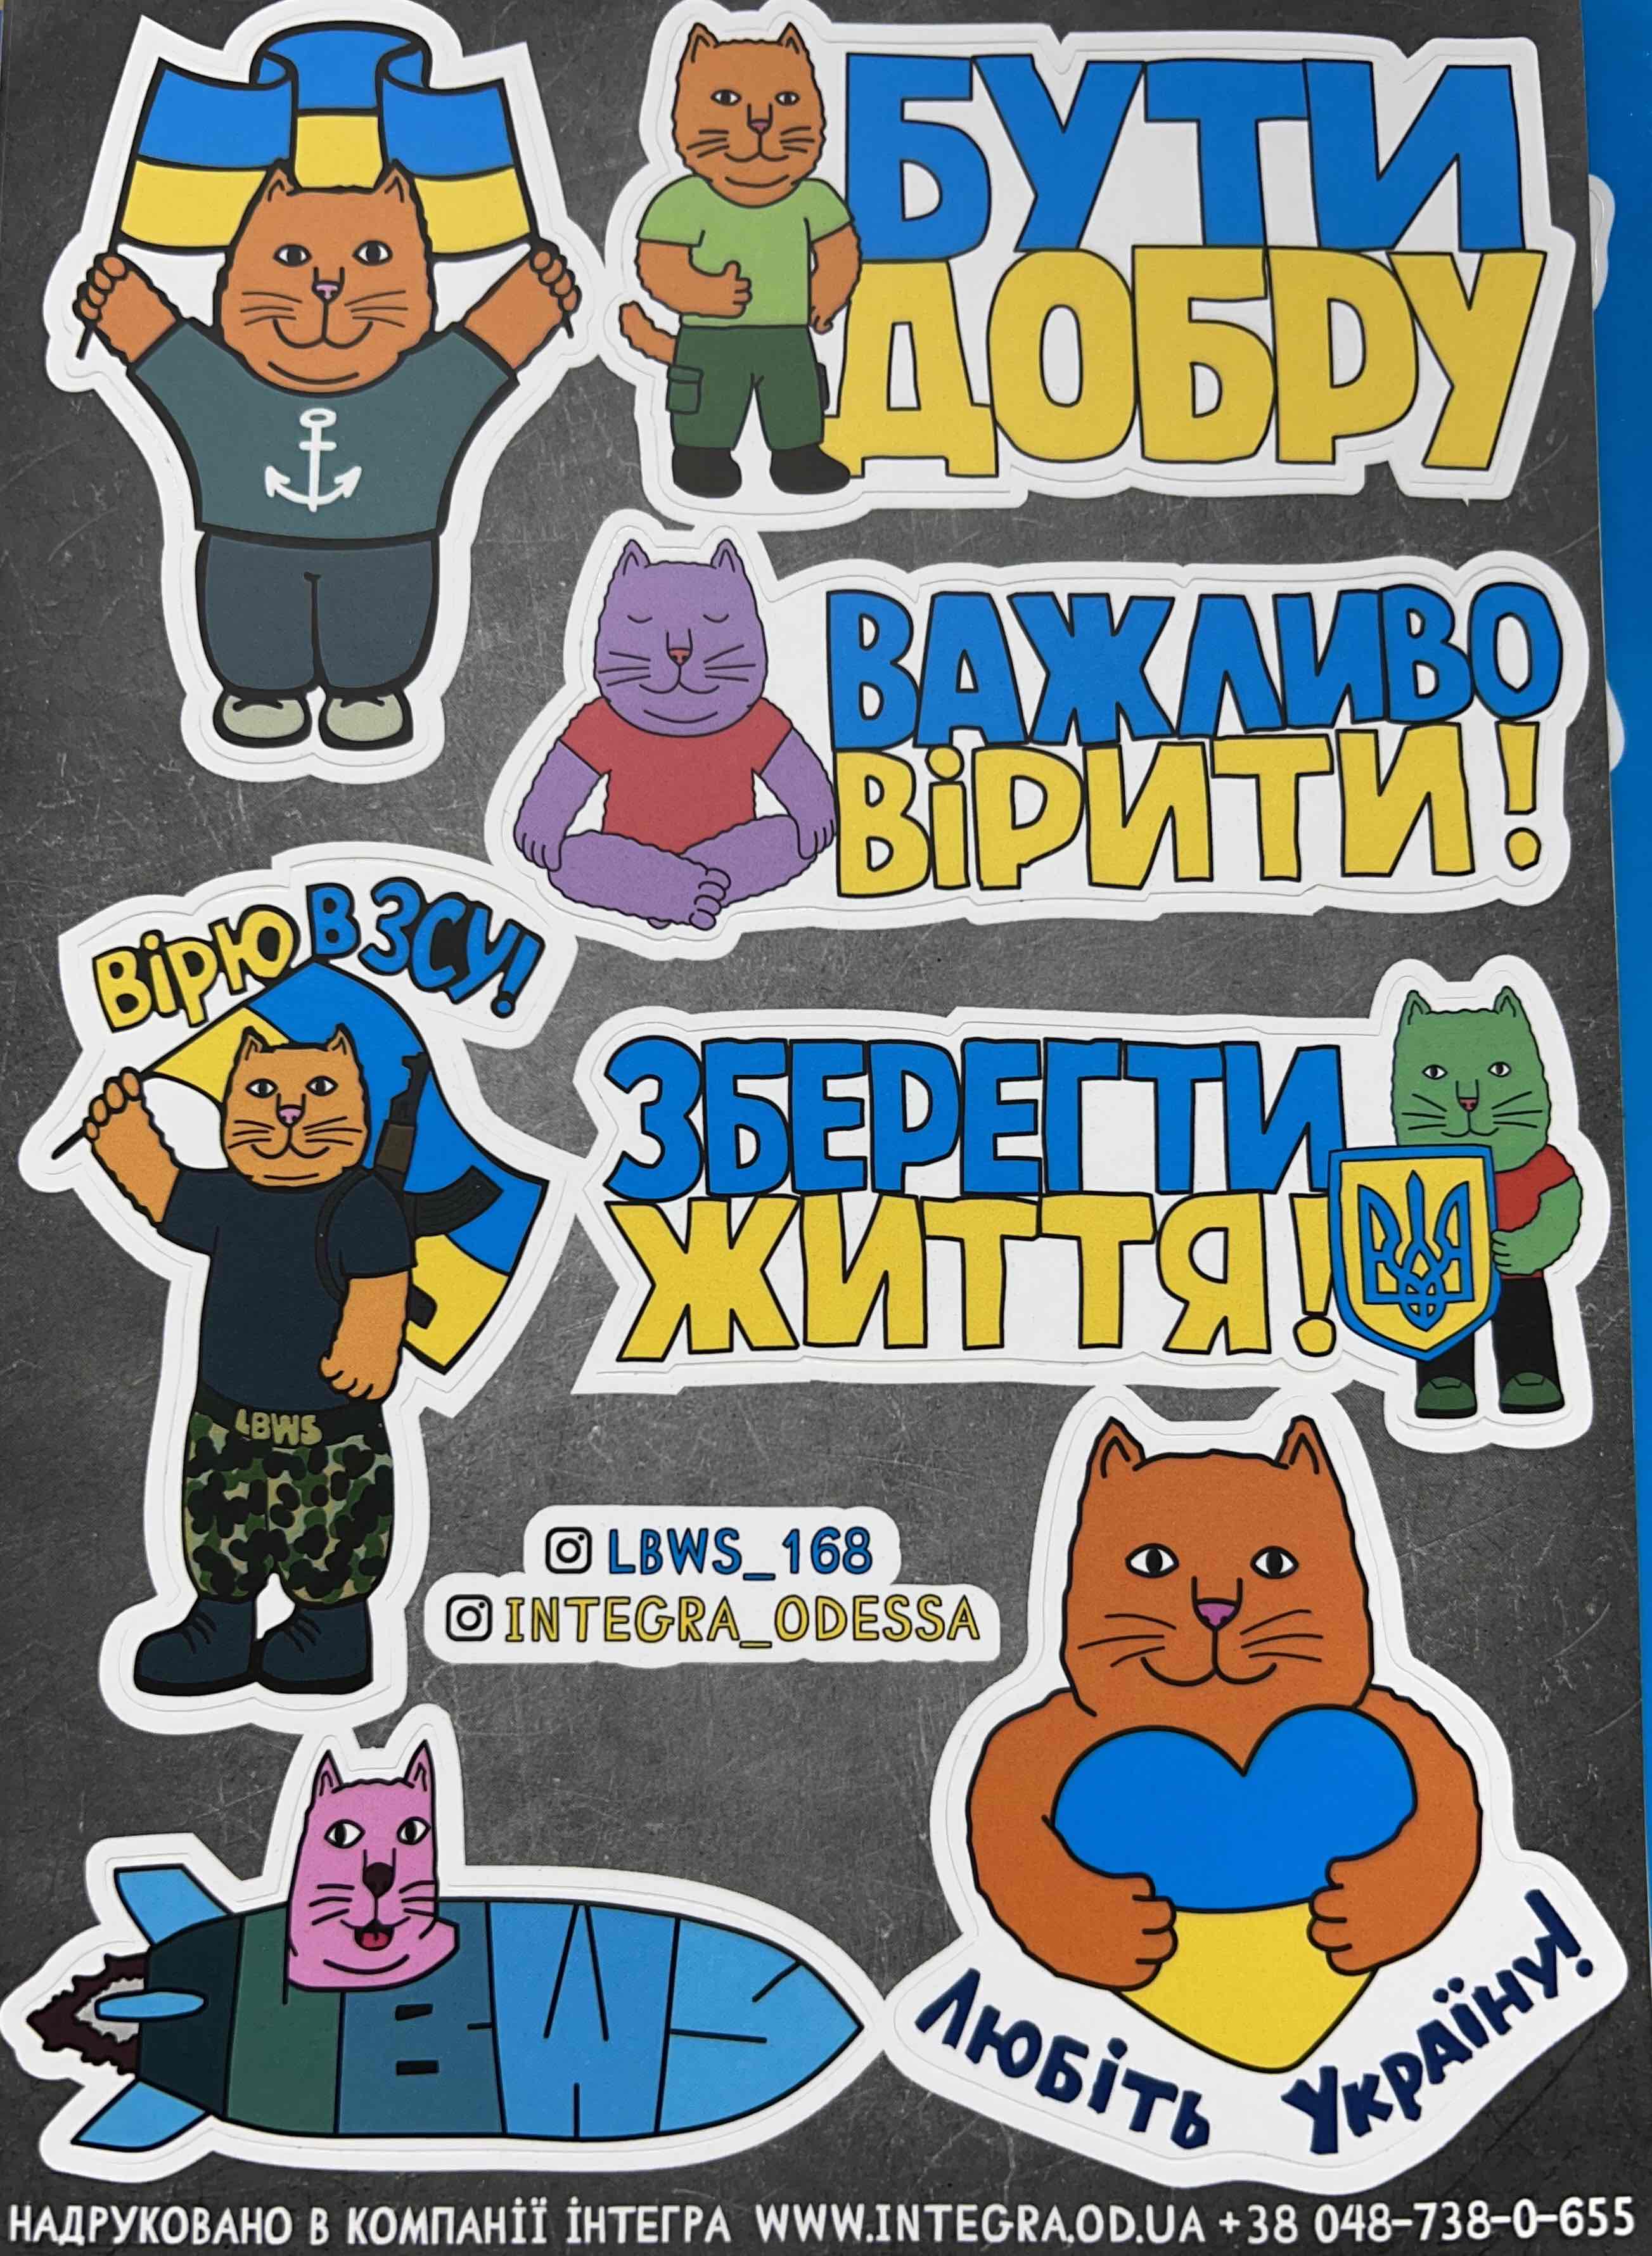 БУТИ
ДОБРУ
ВАЖЛИВО
ВІРИТИ!
Вірю в ЗСУ!
ЗБЕРЕГТИ
ЖИТТЯ!
LBWS
LBWS_168
INTEGRA_ODESSA
LBWS
Любіть Україну!
НАДРУКОВАНО В КОМПАНІЇ ІНТЕГРА WWW.INTEGRA.OD.UA +38 048-738-0-655